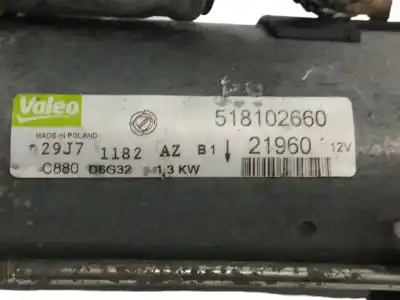 Valeo
518102660
MADE IN POLAND
29J7 1182 AZ B1 21960 12V
C880 D6G32 1,3 KW